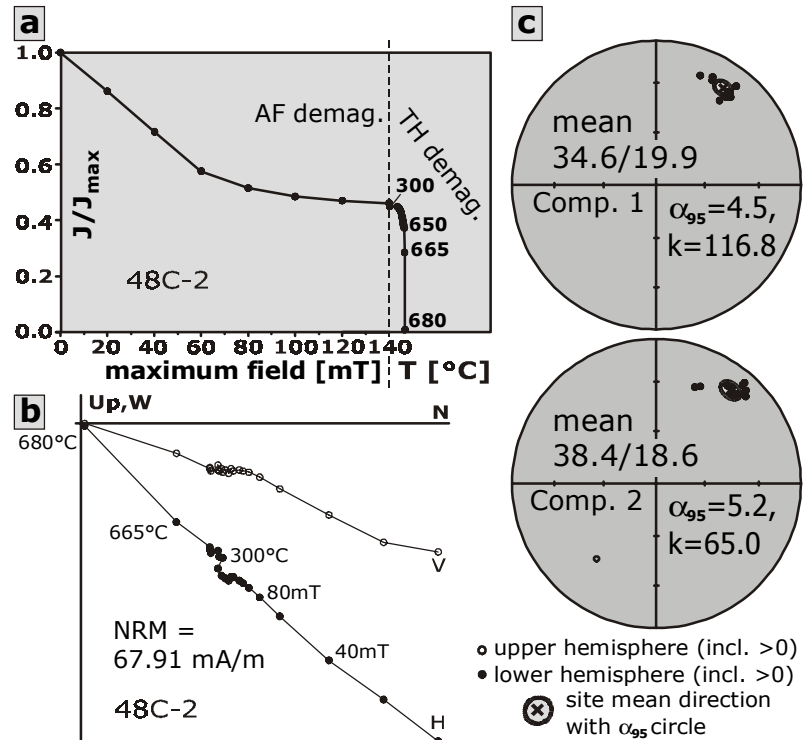 a
1.0
0.8
0.6
0.4
0.2
0.0
J/Jmax
AF demag.
TH demag.
300
650
665
680
48C-2
0 20 40 60 80 100 120 140
maximum field [mT] T [°C]
b
Up,W
N
680°C
665°C
300°C
80mT
40mT
V
H
NRM =
67.91 mA/m
48C-2
c
mean
34.6/19.9
Comp. 1
α95=4.5,
k=116.8
mean
38.4/18.6
Comp. 2
α95=5.2,
k=65.0
upper hemisphere (incl. >0)
lower hemisphere (incl. >0)
site mean direction
with α95 circle